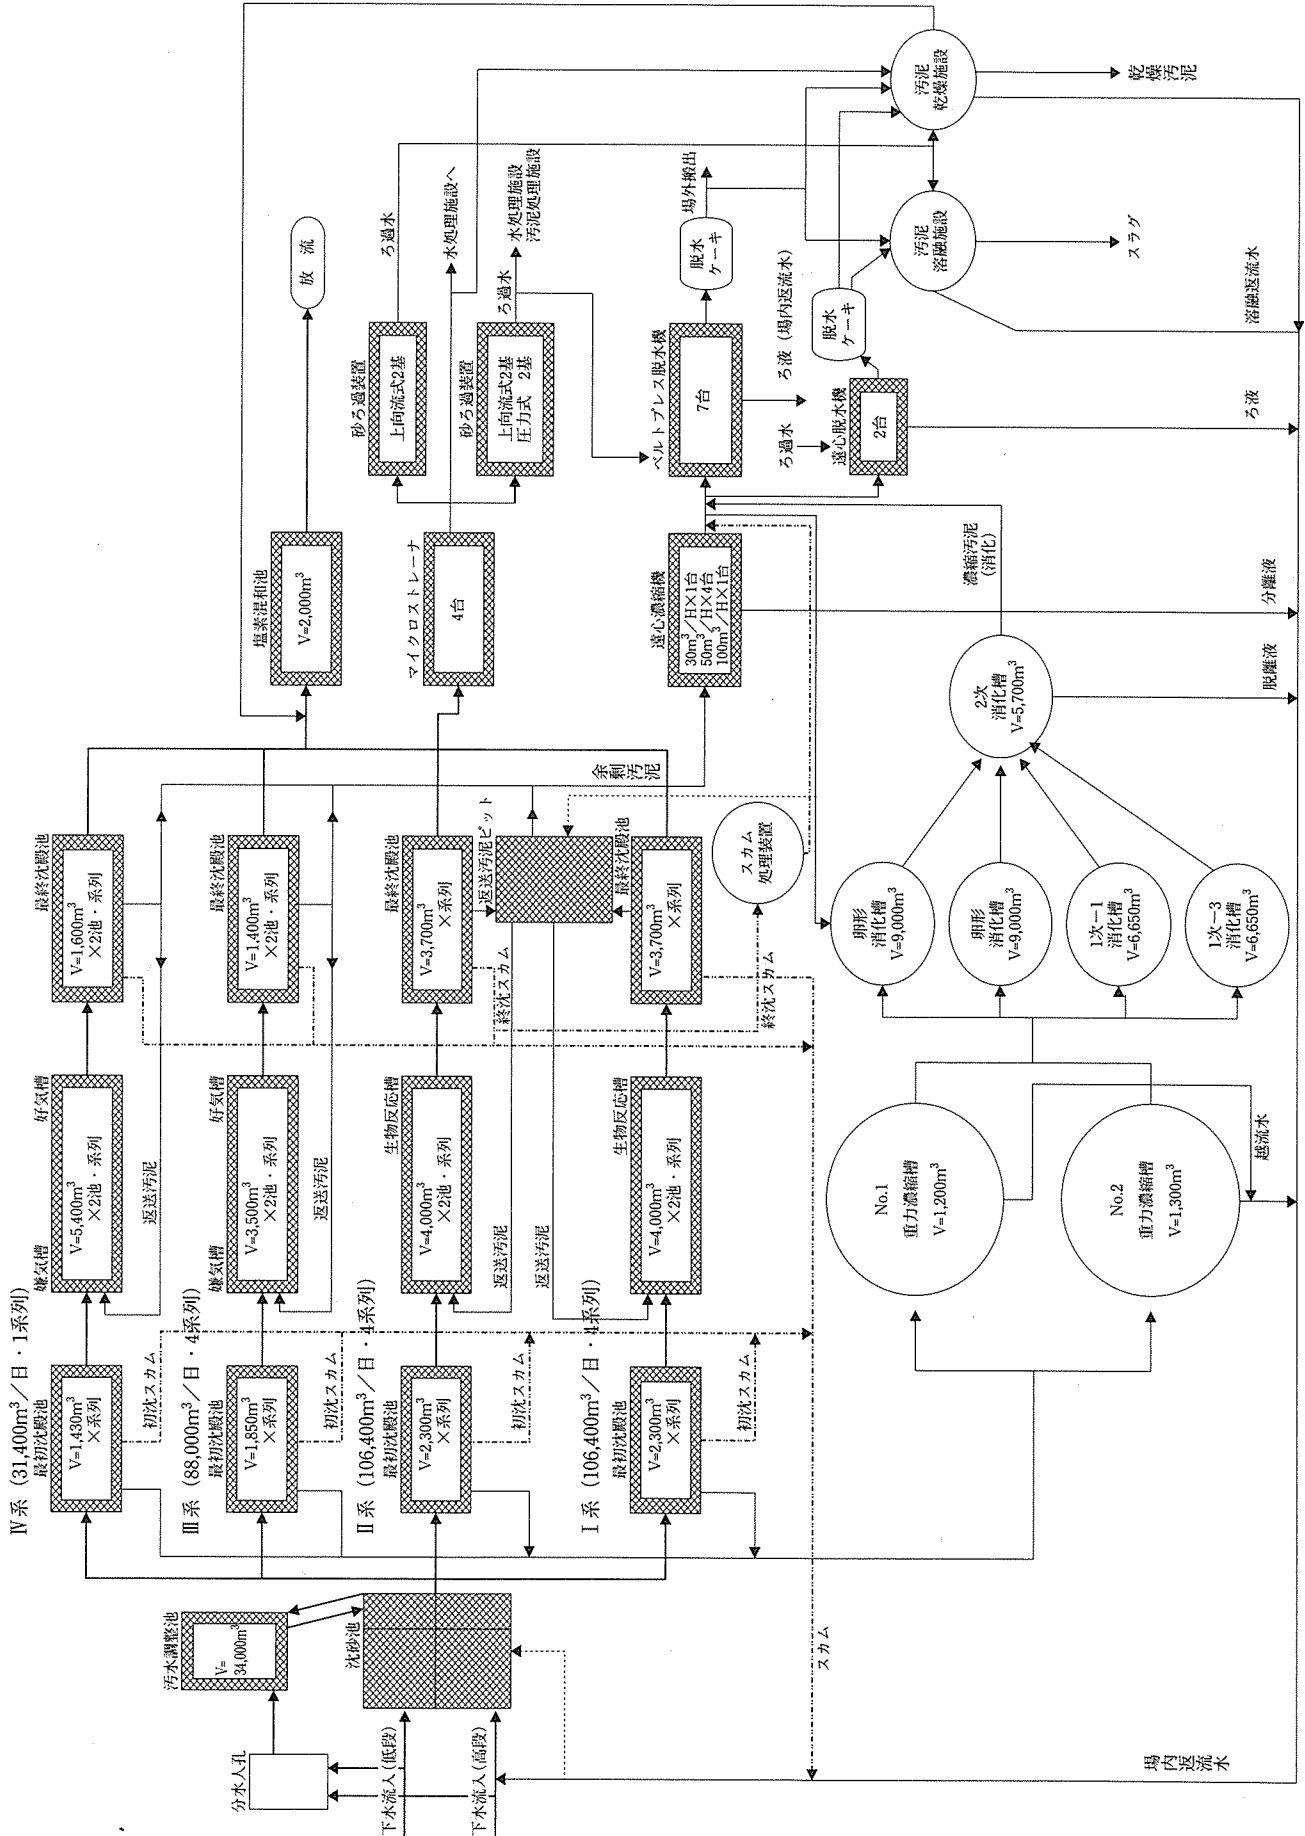 Ⅳ系（31,400m³／日・1系列）
最初沈殿池
V=1,430m³
×系列
嫌気槽
好気槽
V=5,400m³
×2池・系列
最終沈殿池
V=1,600m³
×2池・系列
返送汚泥
初沈スカム
Ⅲ系（88,000m³／日・4系列）
最初沈殿池
V=1,850m³
×系列
嫌気槽
好気槽
V=3,500m³
×2池・系列
最終沈殿池
V=1,400m³
×2池・系列
返送汚泥
初沈スカム
Ⅱ系（106,400m³／日・4系列）
最初沈殿池
V=2,300m³
×系列
生物反応槽
V=4,000m³
×2池・系列
最終沈殿池
V=3,700m³
×系列
返送汚泥
初沈スカム
終沈スカム
返送汚泥ピット
返送汚泥
Ⅰ系（106,400m³／日・4系列）
最初沈殿池
V=2,300m³
×系列
生物反応槽
V=4,000m³
×2池・系列
最終沈殿池
V=3,700m³
×系列
初沈スカム
終沈スカム
余剰汚泥
汚水調整池
V=
34,000m³
分水人孔
沈砂池
下水流入(低段)
下水流入(高段)
スカム
場内返流水
塩素混和池
V=2,000m³
放 流
マイクロストレーナ
4台
砂ろ過装置
上向流式2基
ろ過水
水処理施設へ
砂ろ過装置
上向流式2基
圧力式 2基
ろ過水
水処理施設
汚泥処理施設
スカム
処理装置
遠心濃縮機
30m³／H×1台
50m³／H×4台
100m³／H×1台
ベルトプレス脱水機
7台
脱水
ケーキ
場外搬出
ろ過水
ろ液（場内返流水）
遠心脱水機
2台
脱水
ケーキ
汚泥
溶融施設
汚泥
乾燥施設
乾燥汚泥
スラグ
溶融返流水
ろ液
分離液
脱離液
濃縮汚泥
(消化)
2次
消化槽
V=5,700m³
卵形
消化槽
V=9,000m³
卵形
消化槽
V=9,000m³
1次－1
消化槽
V=6,650m³
1次－3
消化槽
V=6,650m³
No.1
重力濃縮槽
V=1,200m³
No.2
重力濃縮槽
V=1,300m³
越流水